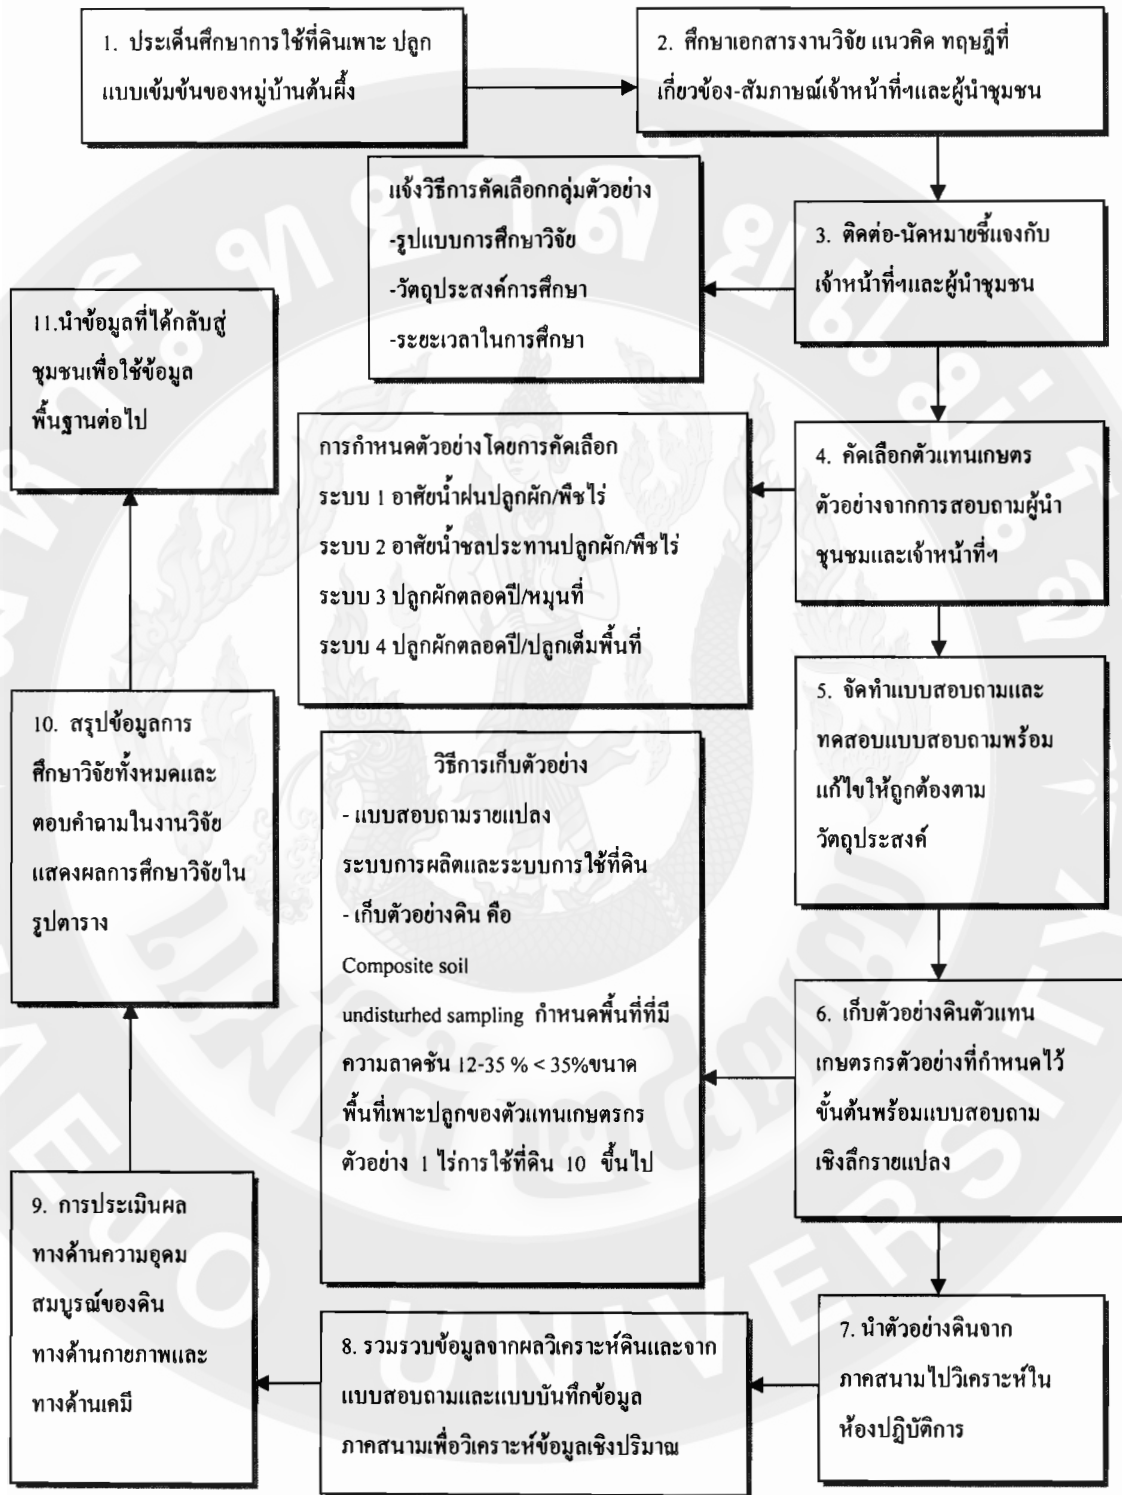 1. ประเด็นศึกษาการใช้ที่ดินเพาะ ปลูก
แบบเข้มข้นของหมู่บ้านต้นผึ้ง
2. ศึกษาเอกสารงานวิจัย แนวคิด ทฤษฎีที่
เกี่ยวข้อง-สัมภาษณ์เจ้าหน้าที่ฯและผู้นำชุมชน
แจ้งวิธีการคัดเลือกกลุ่มตัวอย่าง
-รูปแบบการศึกษาวิจัย
-วัตถุประสงค์การศึกษา
-ระยะเวลาในการศึกษา
3. ติดต่อ-นัดหมายชี้แจงกับ
เจ้าหน้าที่ฯและผู้นำชุมชน
11.นำข้อมูลที่ได้กลับสู่
ชุมชนเพื่อใช้ข้อมูล
พื้นฐานต่อไป
การกำหนดตัวอย่างโดยการคัดเลือก
ระบบ 1 อาศัยน้ำฝนปลูกผัก/พืชไร่
ระบบ 2 อาศัยน้ำชลประทานปลูกผัก/พืชไร่
ระบบ 3 ปลูกผักตลอดปี/หมุนที่
ระบบ 4 ปลูกผักตลอดปี/ปลูกเต็มพื้นที่
4. คัดเลือกตัวแทนเกษตร
ตัวอย่างจากการสอบถามผู้นำ
ชุนชมและเจ้าหน้าที่ฯ
5. จัดทำแบบสอบถามและ
ทดสอบแบบสอบถามพร้อม
แก้ไขให้ถูกต้องตาม
วัตถุประสงค์
10. สรุปข้อมูลการ
ศึกษาวิจัยทั้งหมดและ
ตอบคำถามในงานวิจัย
แสดงผลการศึกษาวิจัยใน
รูปตาราง
วิธีการเก็บตัวอย่าง
- แบบสอบถามรายแปลง
ระบบการผลิตและระบบการใช้ที่ดิน
- เก็บตัวอย่างดิน คือ
Composite soil
undisturhed sampling กำหนดพื้นที่ที่มี
ความลาดชัน 12-35 % < 35%ขนาด
พื้นที่เพาะปลูกของตัวแทนเกษตรกร
ตัวอย่าง 1 ไร่การใช้ที่ดิน 10 ขึ้นไป
6. เก็บตัวอย่างดินตัวแทน
เกษตรกรตัวอย่างที่กำหนดไว้
ขั้นต้นพร้อมแบบสอบถาม
เชิงลึกรายแปลง
9. การประเมินผล
ทางด้านความอุดม
สมบูรณ์ของดิน
ทางด้านกายภาพและ
ทางด้านเคมี
8. รวมรวบข้อมูลจากผลวิเคราะห์ดินและจาก
แบบสอบถามและแบบบันทึกข้อมูล
ภาคสนามเพื่อวิเคราะห์ข้อมูลเชิงปริมาณ
7. นำตัวอย่างดินจาก
ภาคสนามไปวิเคราะห์ใน
ห้องปฏิบัติการ